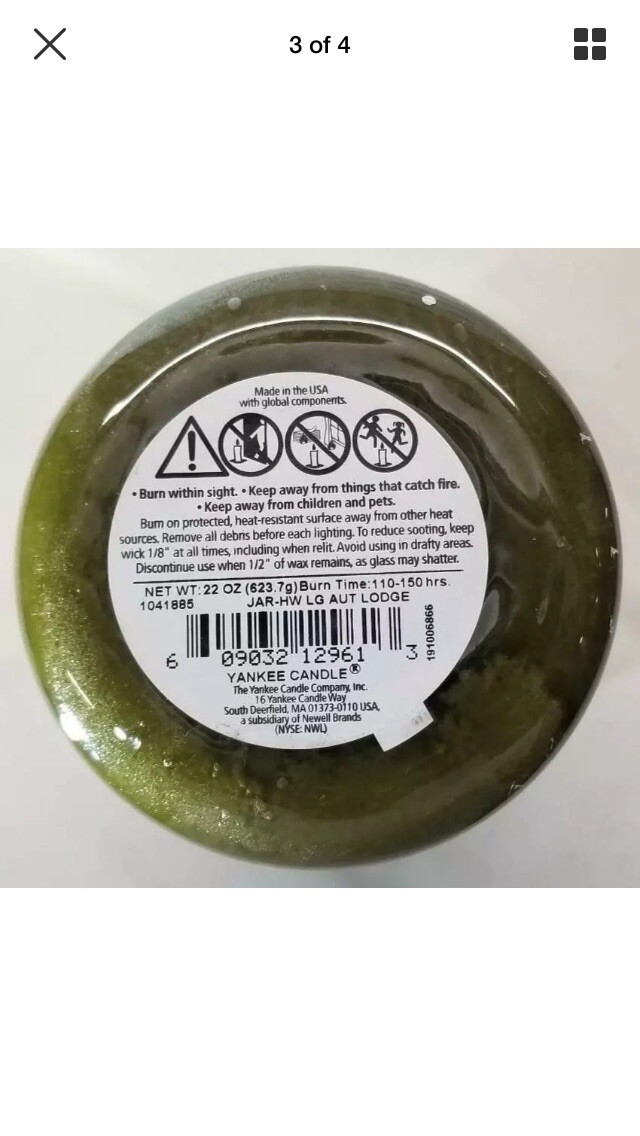 3 of 4
Made in the USA
with global components.
• Burn within sight. • Keep away from things that catch fire.
• Keep away from children and pets.
Burn on protected, heat-resistant surface away from other heat
sources. Remove all debris before each lighting. To reduce sooting, keep
wick 1/8" at all times, including when relit. Avoid using in drafty areas.
Discontinue use when 1/2" of wax remains, as glass may shatter.
NET WT: 22 OZ (623.7g) Burn Time: 110-150 hrs.
1041885 JAR-HW LG AUT LODGE
6 09032 12961 3
191006866
YANKEE CANDLE®
The Yankee Candle Company, Inc.
16 Yankee Candle Way
South Deerfield, MA 01373-0110 USA,
a subsidiary of Newell Brands
(NYSE: NWL)